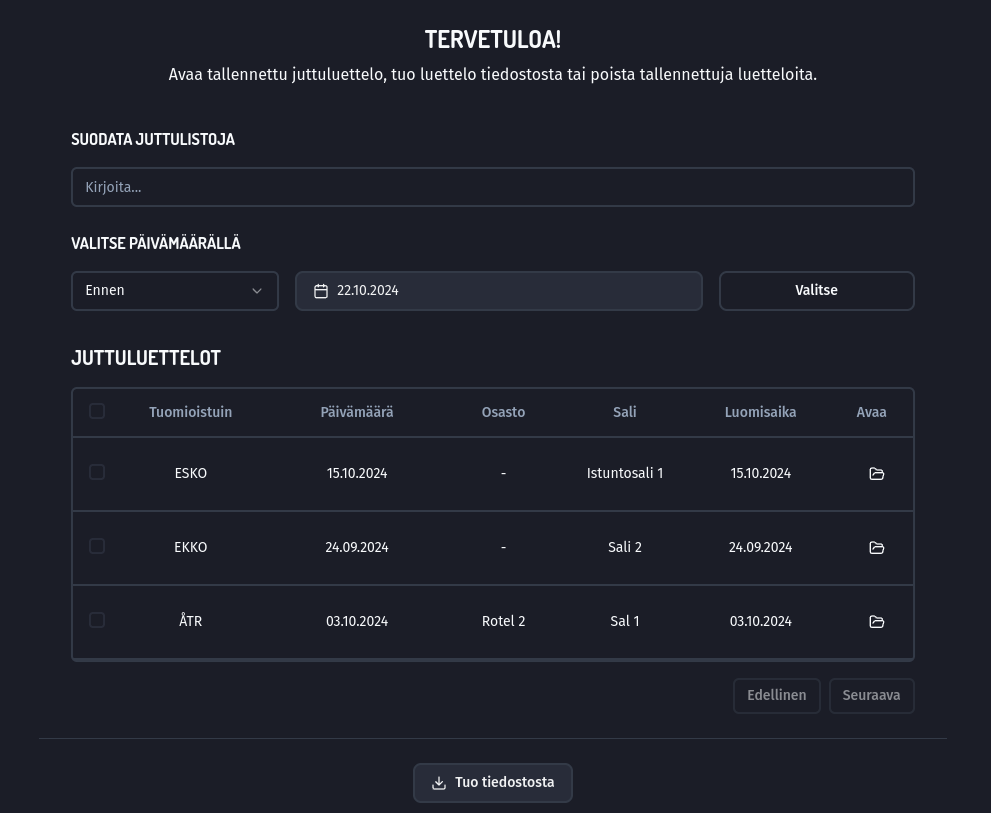 TERVETULOA!
Avaa tallennettu juttuluettelo, tuo luettelo tiedostosta tai poista tallennettuja luetteloita.
SUODATA JUTTULISTOJA
Kirjoita...
VALITSE PÄIVÄMÄÄRÄLLÄ
Ennen 22.10.2024 Valitse
JUTTULUETTELOT
Tuomioistuin Päivämäärä Osasto Sali Luomisaika Avaa
ESKO 15.10.2024 - Istuntosali 1 15.10.2024
EKKO 24.09.2024 - Sali 2 24.09.2024
ÅTR 03.10.2024 Rotel 2 Sal 1 03.10.2024
Edellinen Seuraava
Tuo tiedostosta